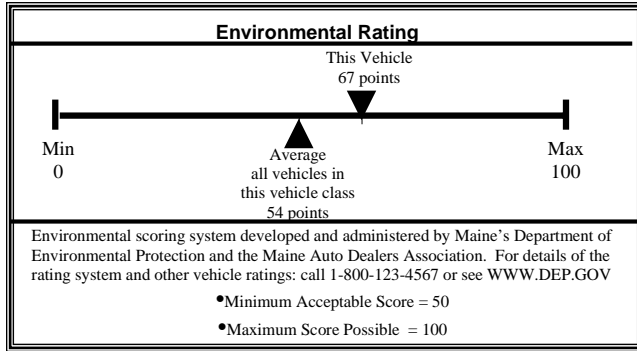 Environmental Rating
This Vehicle
67 points
Min
0
Max
100
Average
all vehicles in
this vehicle class
54 points
Environmental scoring system developed and administered by Maine's Department of
Environmental Protection and the Maine Auto Dealers Association.  For details of the
rating system and other vehicle ratings: call 1-800-123-4567 or see WWW.DEP.GOV
•Minimum Acceptable Score = 50
•Maximum Score Possible  = 100